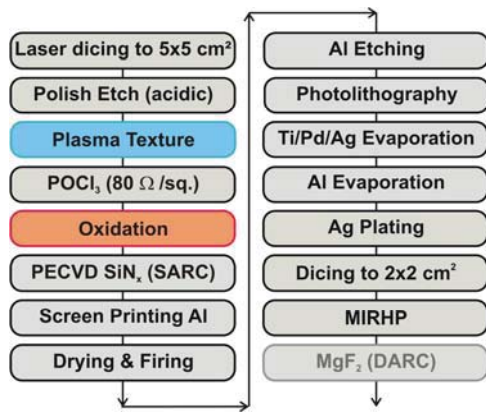 Laser dicing to 5x5 cm²
Polish Etch (acidic)
Plasma Texture
POCl₃ (80 Ω /sq.)
Oxidation
PECVD SiNₓ (SARC)
Screen Printing Al
Drying & Firing
Al Etching
Photolithography
Ti/Pd/Ag Evaporation
Al Evaporation
Ag Plating
Dicing to 2x2 cm²
MIRHP
MgF₂ (DARC)